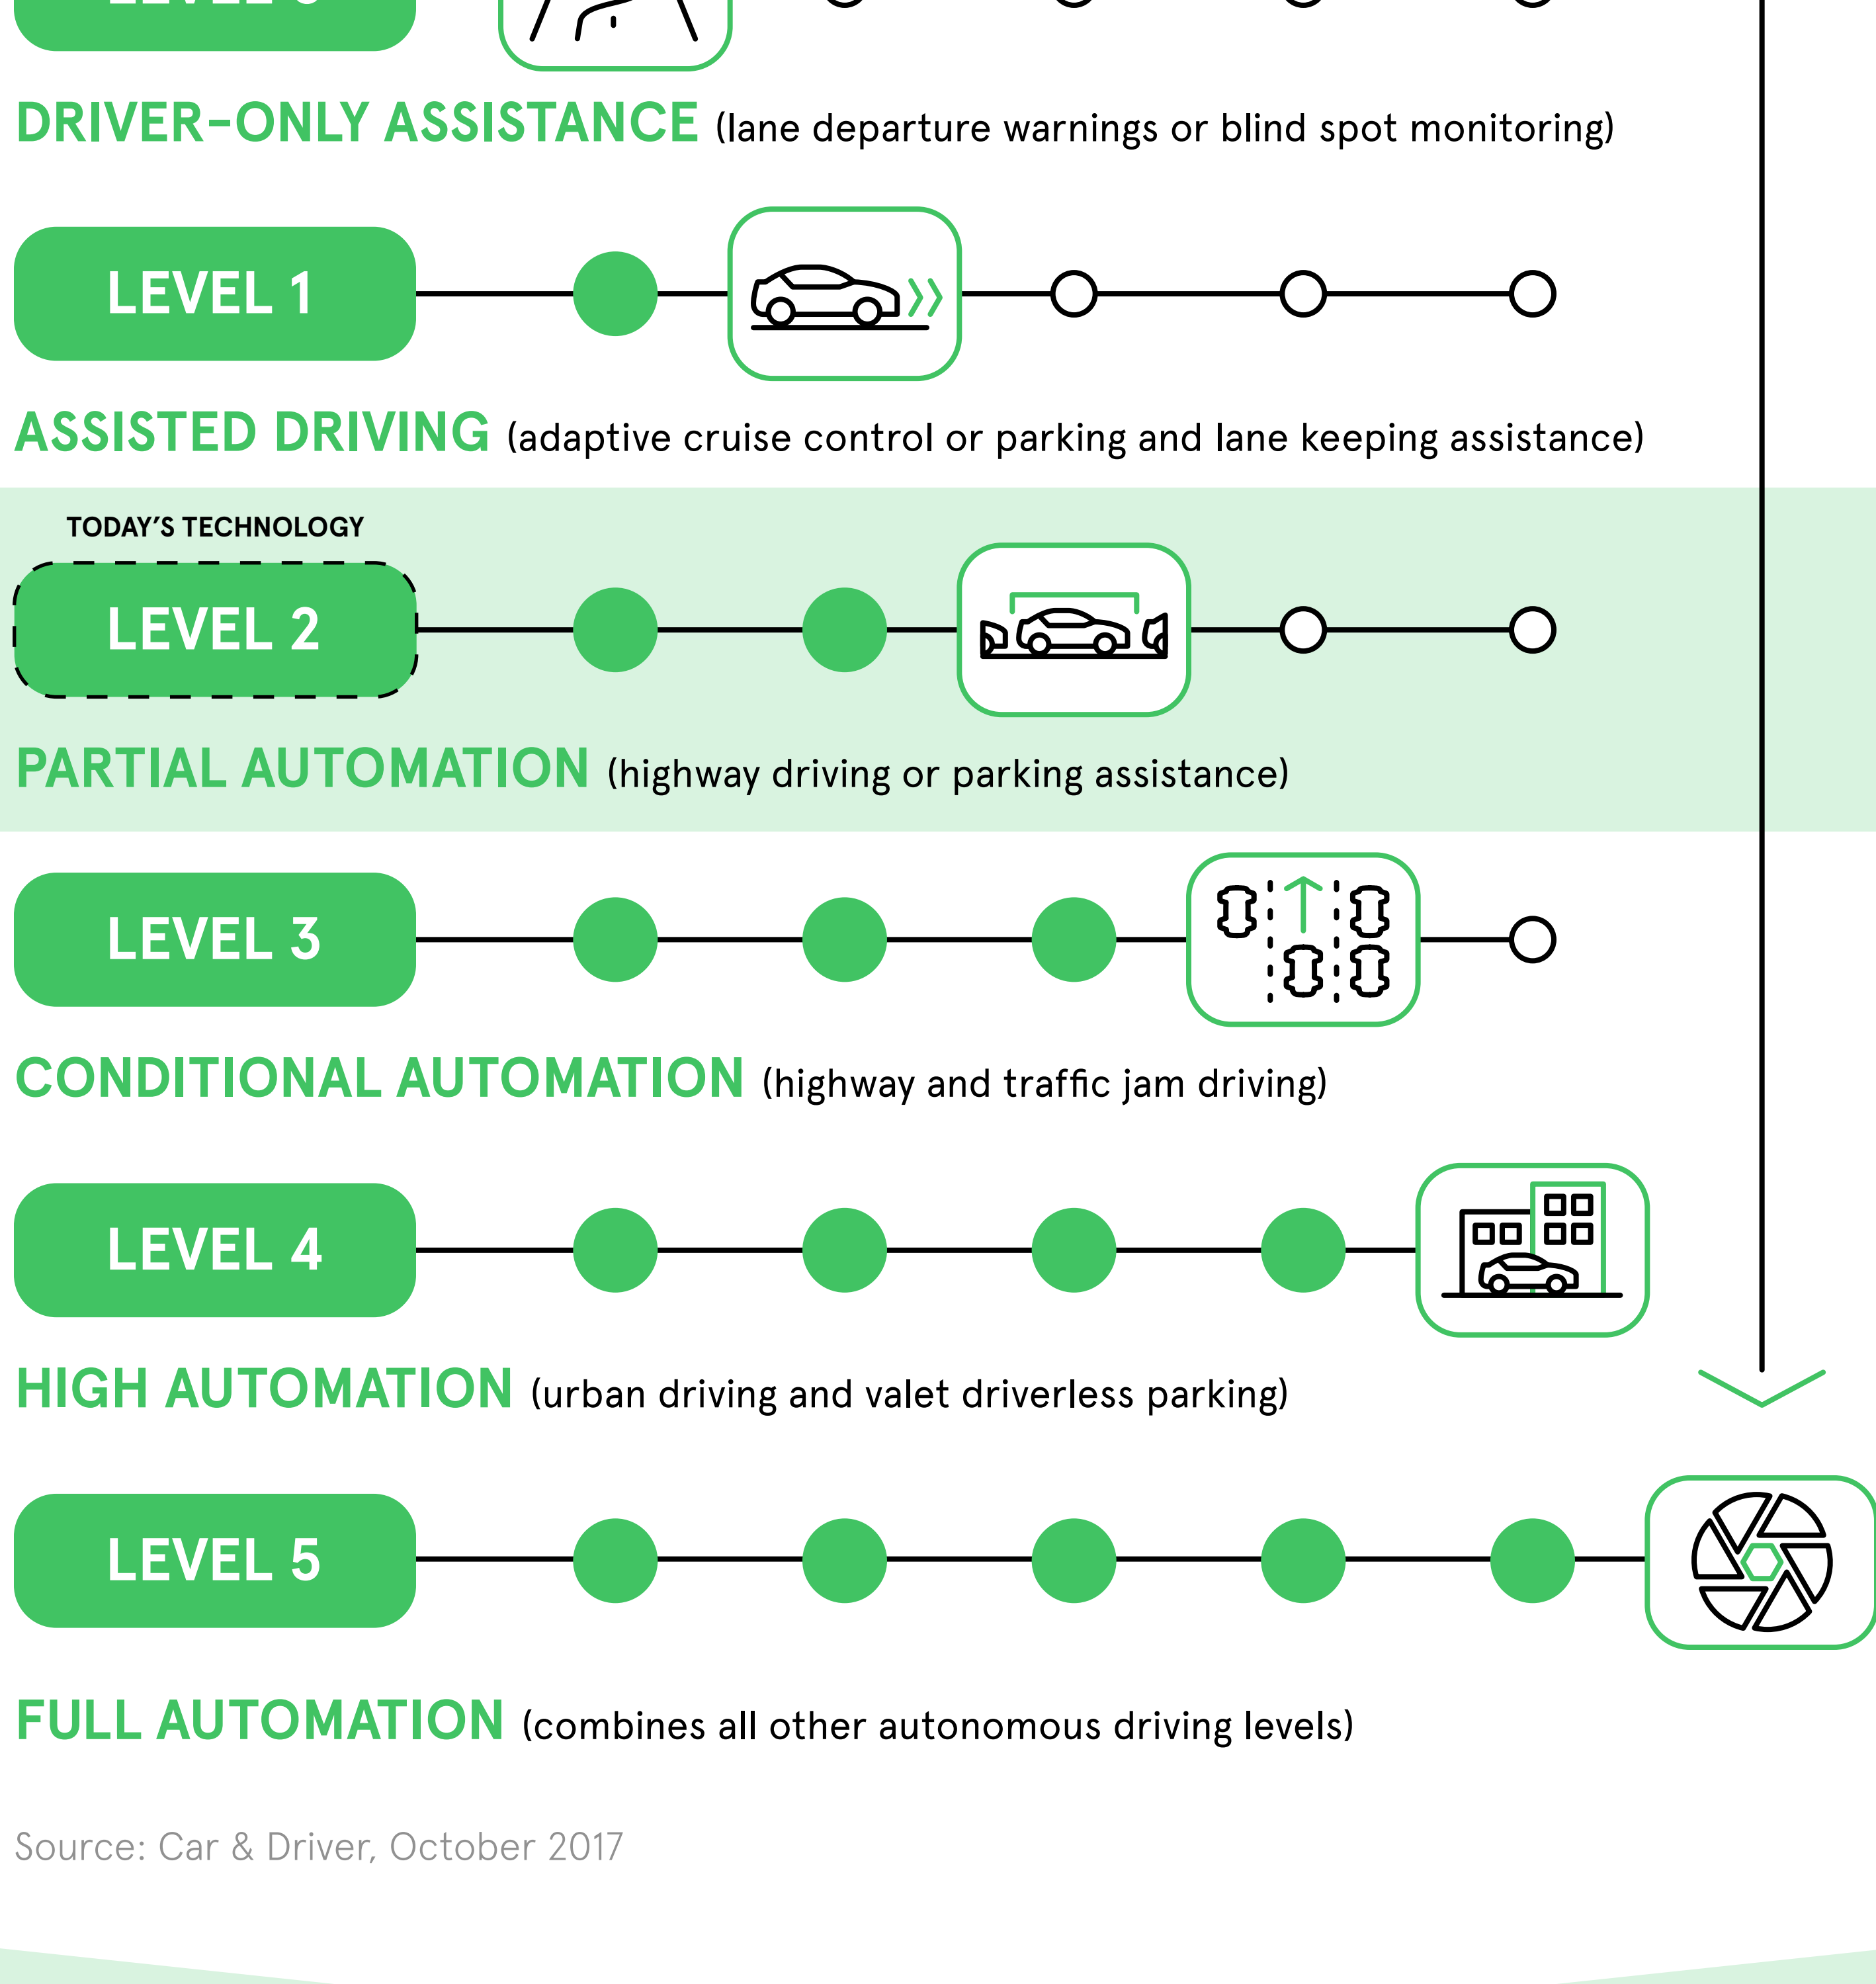 DRIVER-ONLY ASSISTANCE (lane departure warnings or blind spot monitoring)
LEVEL 1
ASSISTED DRIVING (adaptive cruise control or parking and lane keeping assistance)
TODAY’S TECHNOLOGY
LEVEL 2
PARTIAL AUTOMATION (highway driving or parking assistance)
LEVEL 3
CONDITIONAL AUTOMATION (highway and traffic jam driving)
LEVEL 4
HIGH AUTOMATION (urban driving and valet driverless parking)
LEVEL 5
FULL AUTOMATION (combines all other autonomous driving levels)
Source: Car & Driver, October 2017